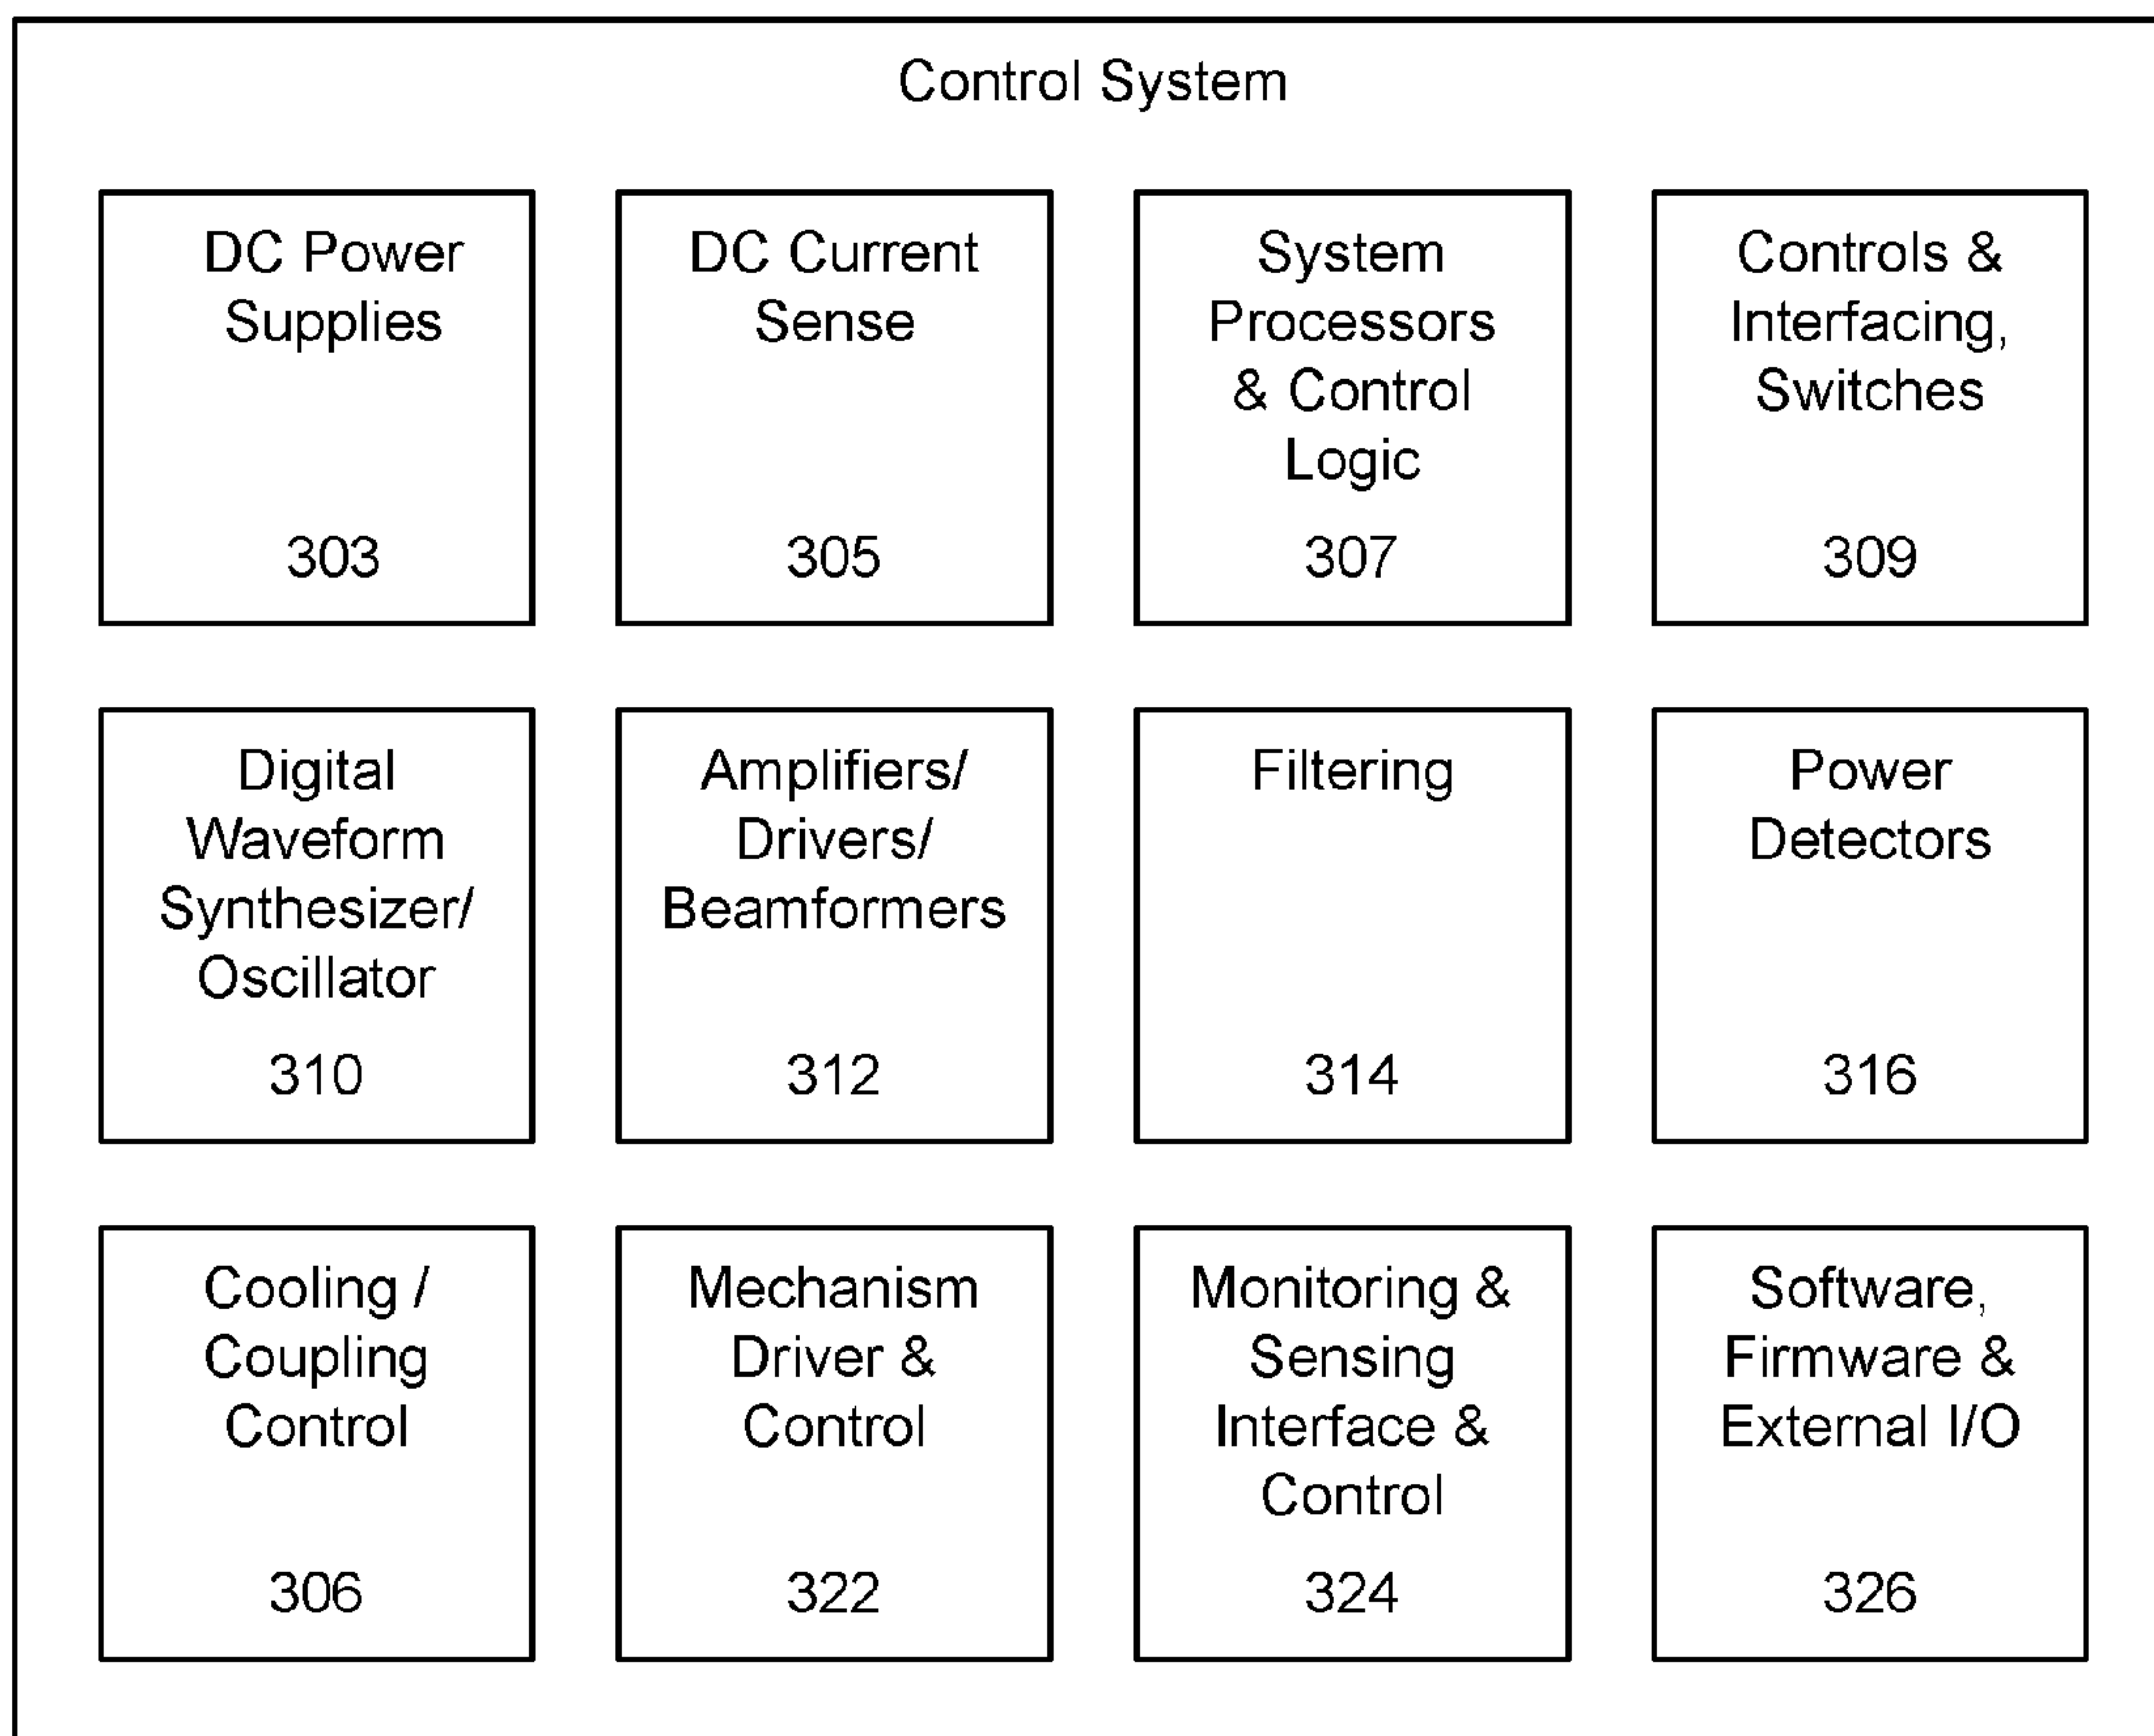 Control System
DC Power
Supplies
303
DC Current
Sense
305
System
Processors
& Control
Logic
307
Controls &
Interfacing,
Switches
309
Digital
Waveform
Synthesizer/
Oscillator
310
Amplifiers/
Drivers/
Beamformers
312
Filtering
314
Power
Detectors
316
Cooling /
Coupling
Control
306
Mechanism
Driver &
Control
322
Monitoring &
Sensing
Interface &
Control
324
Software,
Firmware &
External I/O
326